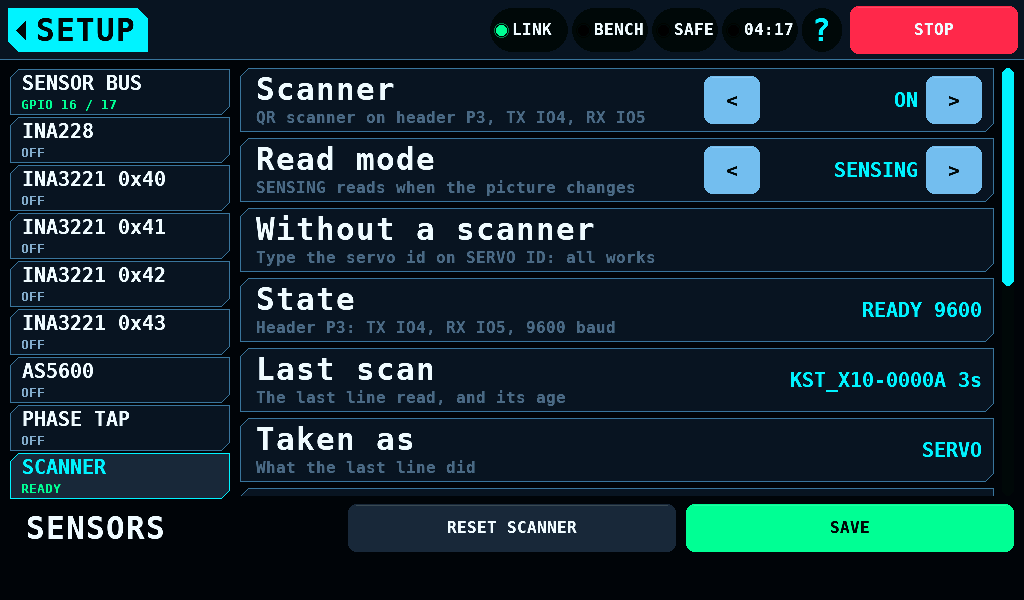 SETUP
LINK
BENCH
SAFE
04:17
?
STOP
SENSOR BUS
GPIO 16 / 17
INA228
OFF
INA3221 0x40
OFF
INA3221 0x41
OFF
INA3221 0x42
OFF
INA3221 0x43
OFF
AS5600
OFF
PHASE TAP
OFF
SCANNER
READY
Scanner
QR scanner on header P3, TX IO4, RX IO5
< ON >
Read mode
SENSING reads when the picture changes
< SENSING >
Without a scanner
Type the servo id on SERVO ID: all works
State
Header P3: TX IO4, RX IO5, 9600 baud
READY 9600
Last scan
The last line read, and its age
KST_X10-0000A 3s
Taken as
What the last line did
SERVO
SENSORS
RESET SCANNER
SAVE